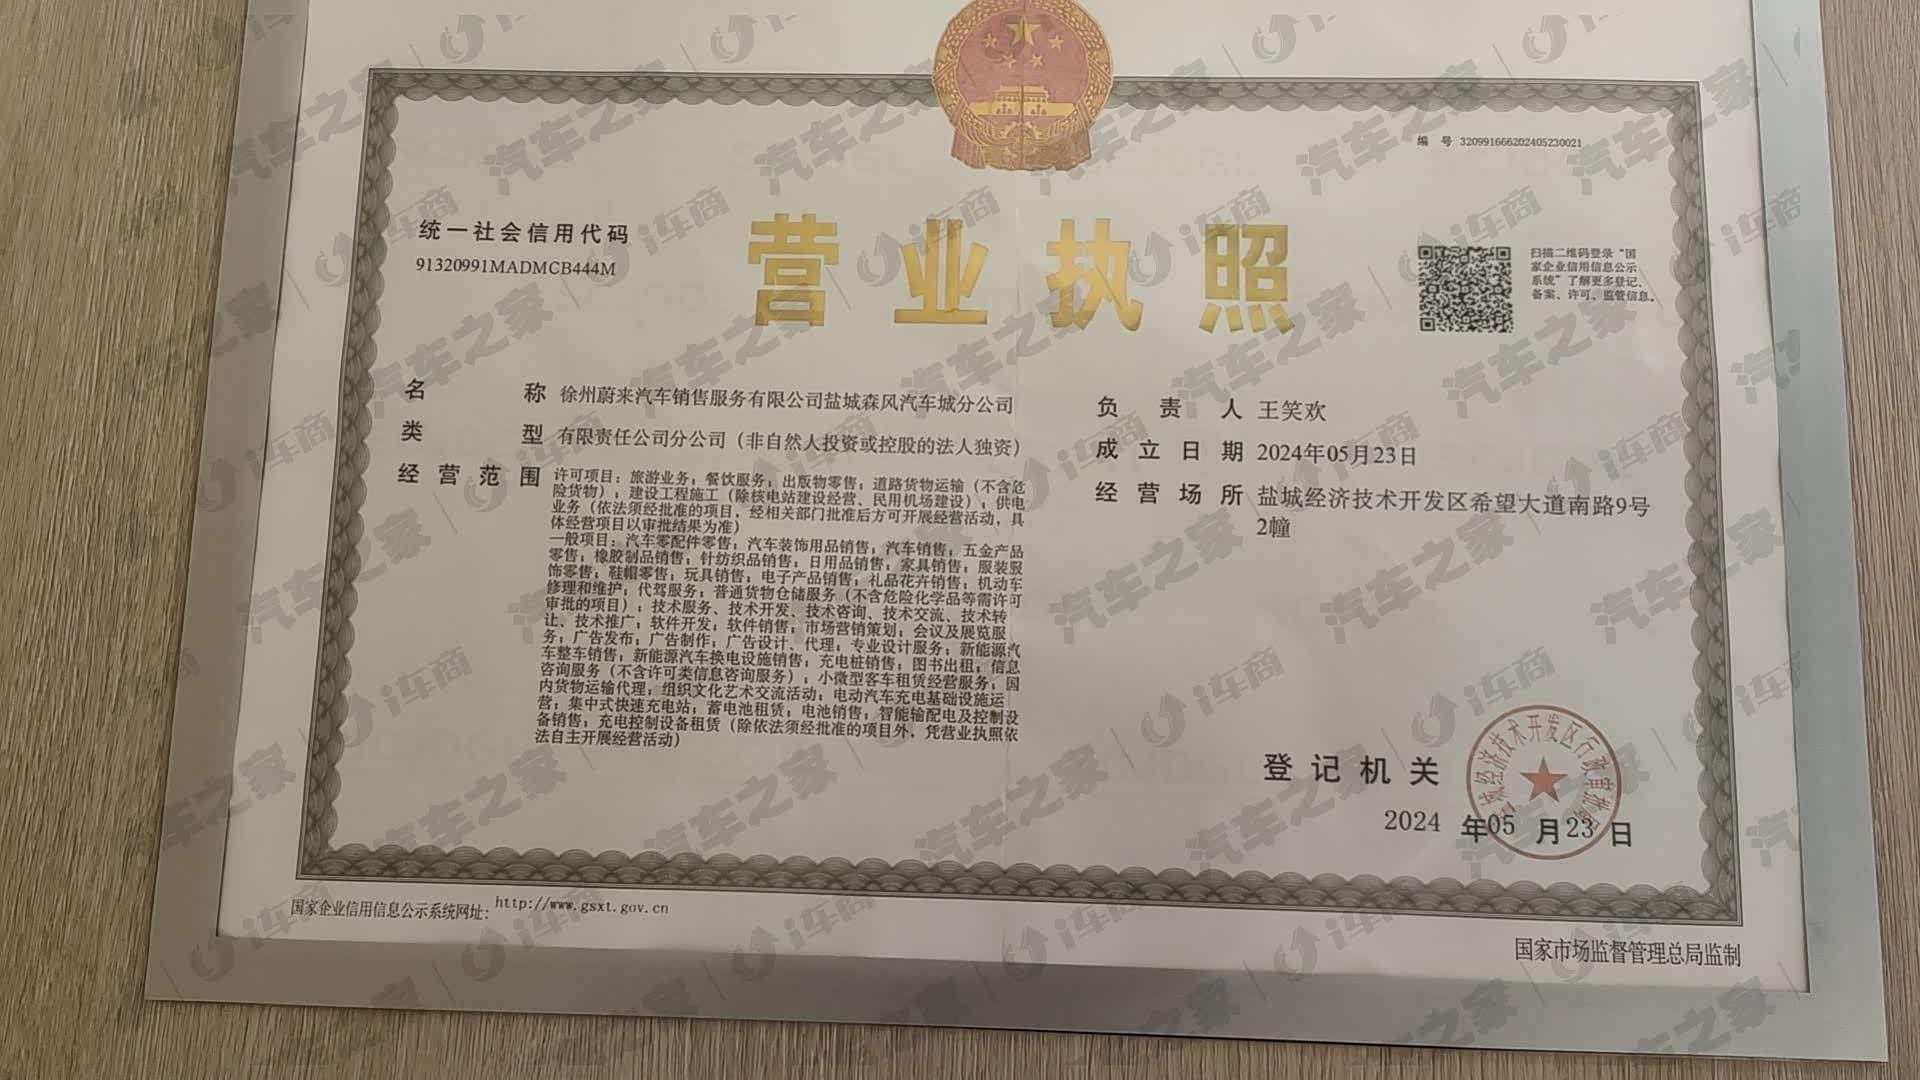 编 号 320991666202405230021
统一社会信用代码
91320991MADMCB444M
营业执照
扫描二维码登录“国
家企业信用信息公示
系统”了解更多登记、
备案、许可、监管信息。
名 称 徐州蔚来汽车销售服务有限公司盐城森风汽车城分公司
类 型 有限责任公司分公司（非自然人投资或控股的法人独资）
经营范围 许可项目：旅游业务；餐饮服务；出版物零售；道路货物运输（不含危
险货物）；建设工程施工（除核电站建设经营、民用机场建设）；供电
业务（依法须经批准的项目，经相关部门批准后方可开展经营活动，具
体经营项目以审批结果为准）
一般项目：汽车零配件零售；汽车装饰用品销售；汽车销售；五金产品
零售；橡胶制品销售；针纺织品销售；日用品销售；家具销售；服装服
饰零售；鞋帽零售；玩具销售；电子产品销售；礼品花卉销售；机动车
修理和维护；代驾服务；普通货物仓储服务（不含危险化学品等需许可
审批的项目）；技术服务、技术开发、技术咨询、技术交流、技术转
让、技术推广；软件开发；软件销售；市场营销策划；会议及展览服
务；广告发布；广告制作；广告设计、代理；专业设计服务；新能源汽
车整车销售；新能源汽车换电设施销售；充电桩销售；图书出租；信息
咨询服务（不含许可类信息咨询服务）；小微型客车租赁经营服务；国
内货物运输代理；组织文化艺术交流活动；电动汽车充电基础设施运
营；集中式快速充电站；蓄电池租赁；电池销售；智能输配电及控制设
备销售；充电控制设备租赁（除依法须经批准的项目外，凭营业执照依
法自主开展经营活动）
负责人 王笑欢
成立日期 2024年05月23日
经营场所 盐城经济技术开发区希望大道南路9号
2幢
登记机关
盐城经济技术开发区行政审批局
2024 年05 月23 日
国家企业信用信息公示系统网址：http://www.gsxt.gov.cn
国家市场监督管理总局监制
汽车之家
i车商